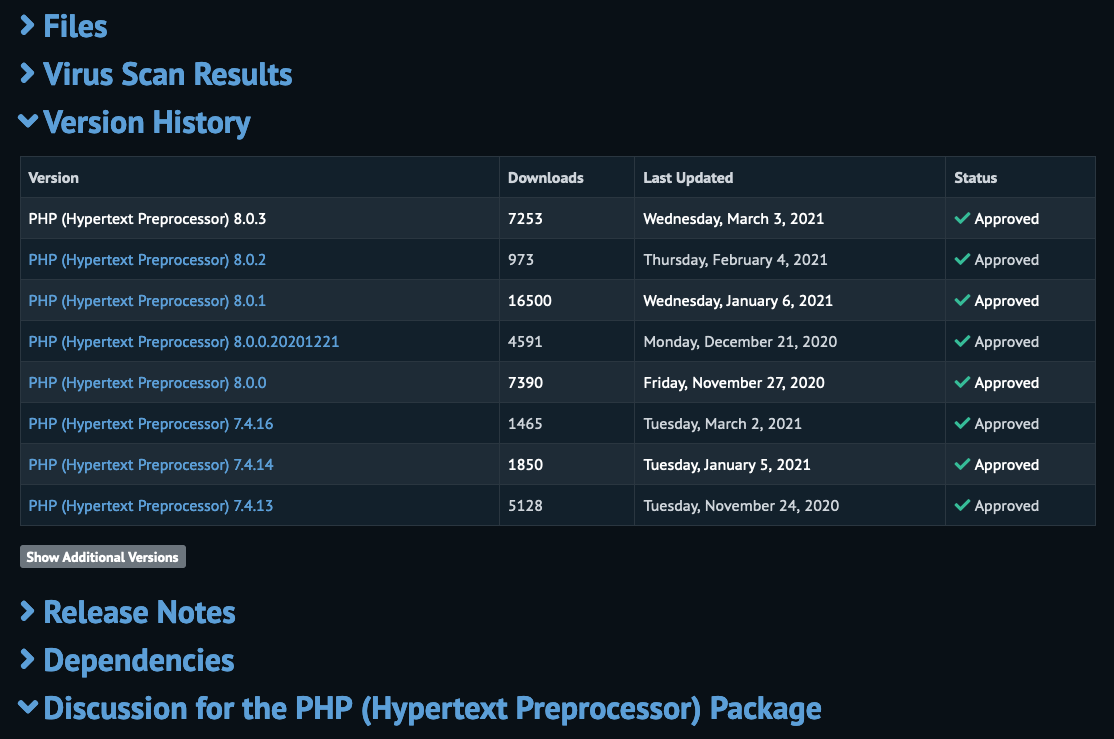 Files
Virus Scan Results
Version History
Version Downloads Last Updated Status
PHP (Hypertext Preprocessor) 8.0.3 7253 Wednesday, March 3, 2021 Approved
PHP (Hypertext Preprocessor) 8.0.2 973 Thursday, February 4, 2021 Approved
PHP (Hypertext Preprocessor) 8.0.1 16500 Wednesday, January 6, 2021 Approved
PHP (Hypertext Preprocessor) 8.0.0.20201221 4591 Monday, December 21, 2020 Approved
PHP (Hypertext Preprocessor) 8.0.0 7390 Friday, November 27, 2020 Approved
PHP (Hypertext Preprocessor) 7.4.16 1465 Tuesday, March 2, 2021 Approved
PHP (Hypertext Preprocessor) 7.4.14 1850 Tuesday, January 5, 2021 Approved
PHP (Hypertext Preprocessor) 7.4.13 5128 Tuesday, November 24, 2020 Approved
Show Additional Versions
Release Notes
Dependencies
Discussion for the PHP (Hypertext Preprocessor) Package